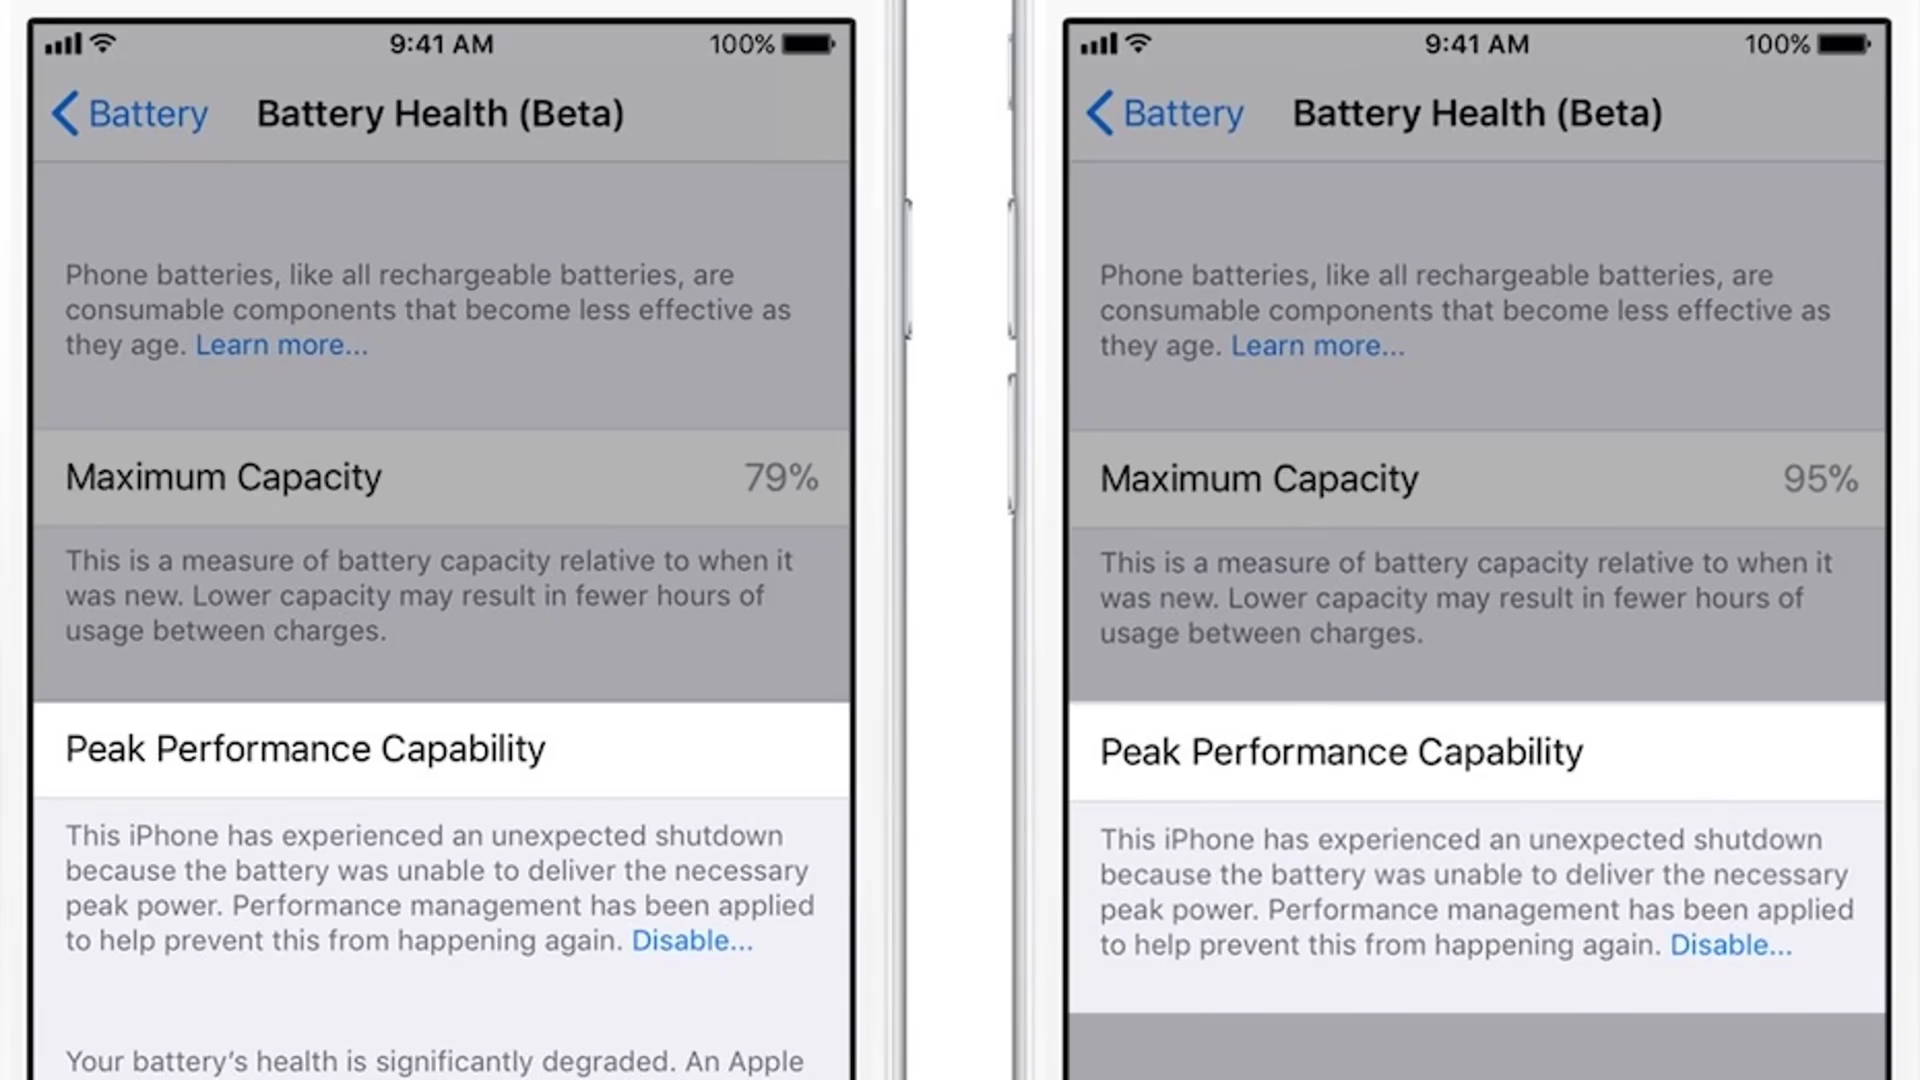 9:41 AM
100%
Battery
Battery Health (Beta)
Phone batteries, like all rechargeable batteries, are
consumable components that become less effective as
they age. Learn more...
Maximum Capacity
79%
This is a measure of battery capacity relative to when it
was new. Lower capacity may result in fewer hours of
usage between charges.
Peak Performance Capability
This iPhone has experienced an unexpected shutdown
because the battery was unable to deliver the necessary
peak power. Performance management has been applied
to help prevent this from happening again. Disable...
Your battery’s health is significantly degraded. An Apple
9:41 AM
100%
Battery
Battery Health (Beta)
Phone batteries, like all rechargeable batteries, are
consumable components that become less effective as
they age. Learn more...
Maximum Capacity
95%
This is a measure of battery capacity relative to when it
was new. Lower capacity may result in fewer hours of
usage between charges.
Peak Performance Capability
This iPhone has experienced an unexpected shutdown
because the battery was unable to deliver the necessary
peak power. Performance management has been applied
to help prevent this from happening again. Disable...